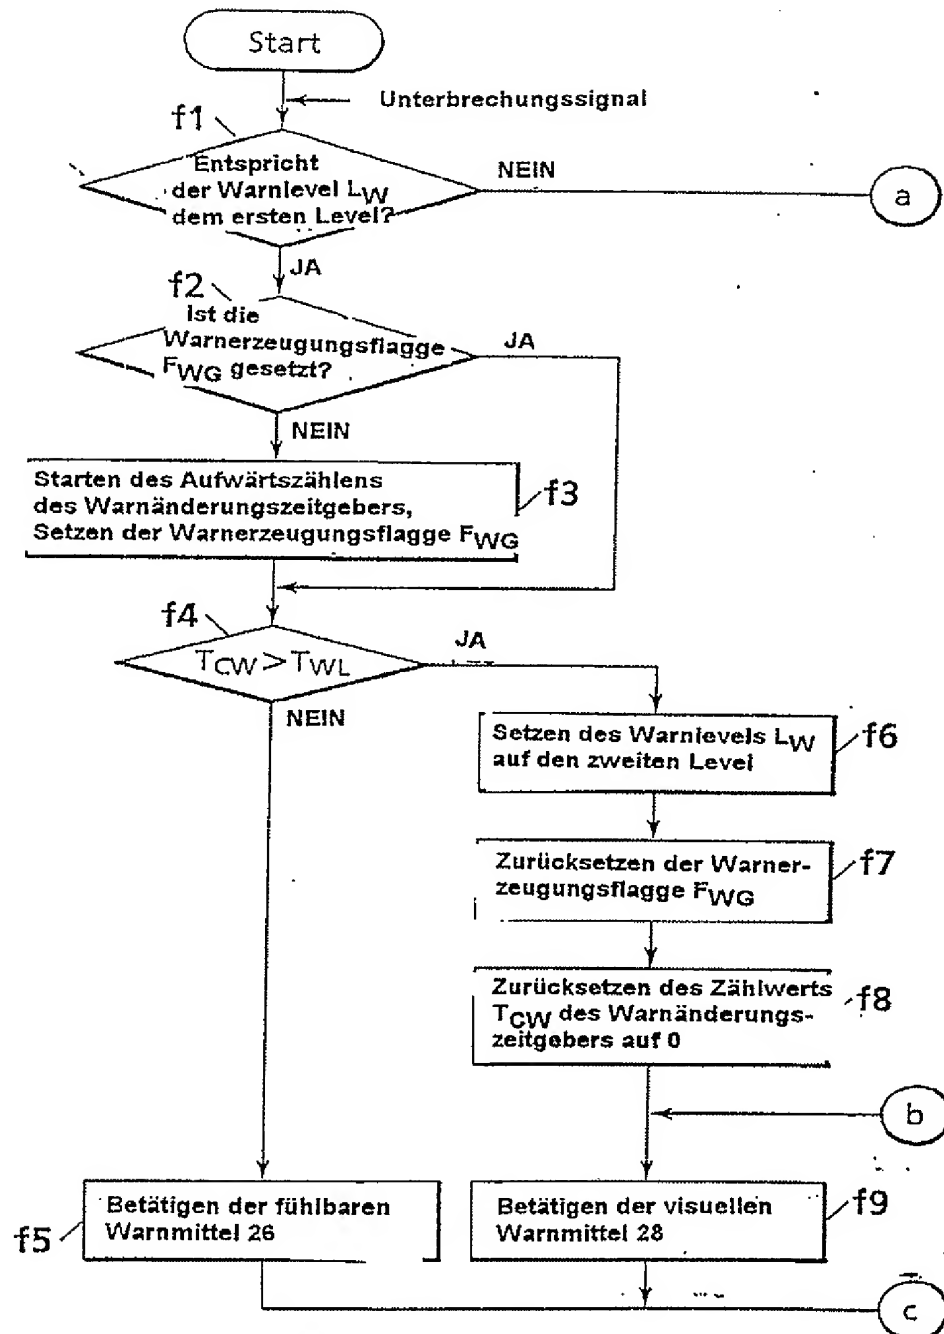 Start
Unterbrechungssignal
f1
Entspricht
der Warnlevel LW
dem ersten Level?
NEIN
a
JA
f2
Ist die
Warnerzeugungsflagge
FWG gesetzt?
JA
NEIN
Starten des Aufwärtszählens
des Warnänderungszeitgebers,
Setzen der Warnerzeugungsflagge FWG
f3
f4
TCW > TWL
JA
NEIN
Setzen des Warnlevels LW
auf den zweiten Level
f6
Zurücksetzen der Warner-
zeugungsflagge FWG
f7
Zurücksetzen des Zählwerts
TCW des Warnänderungs-
zeitgebers auf 0
f8
b
Betätigen der fühlbaren
Warnmittel 26
f5
Betätigen der visuellen
Warnmittel 28
f9
c